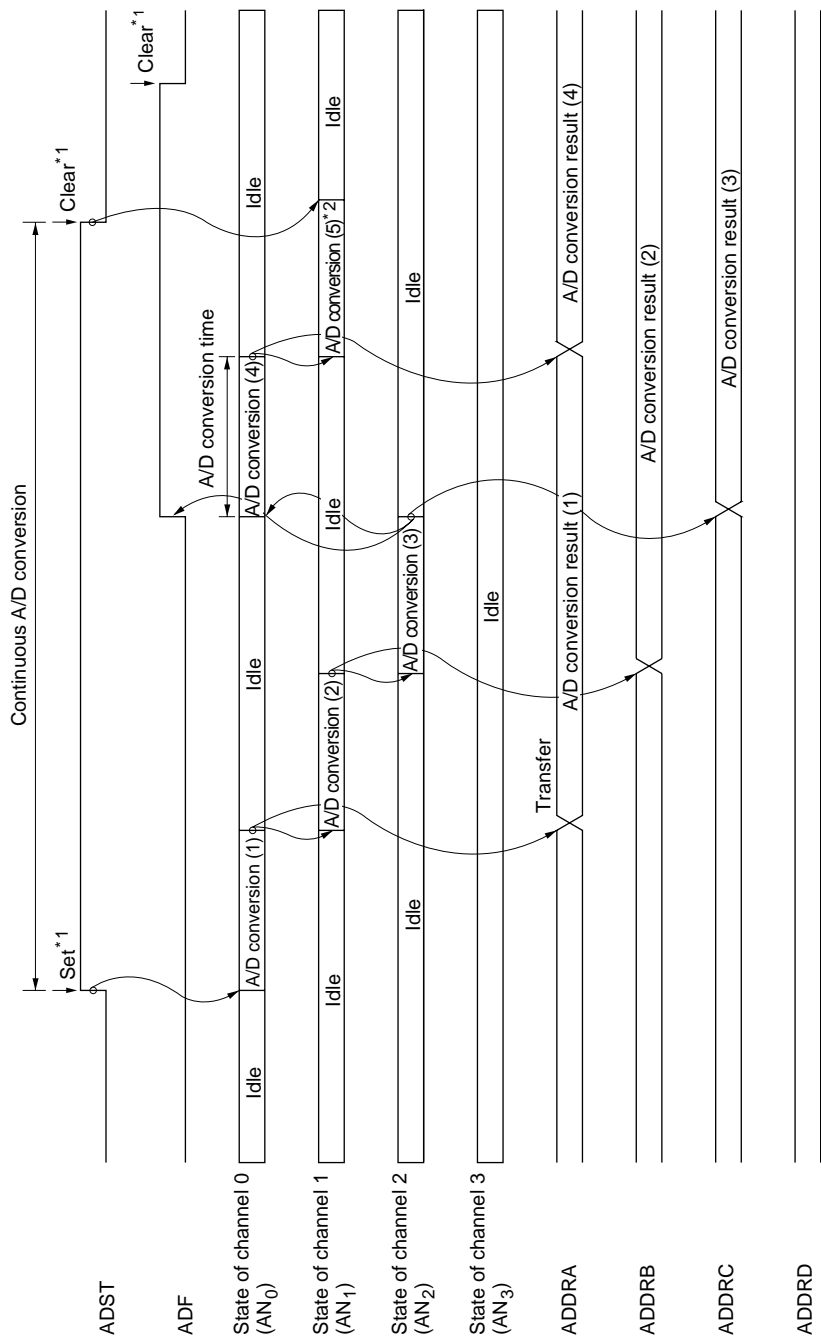 Continuous A/D conversion
Set*1
Clear*1
Clear*1
ADST
ADF
A/D conversion time
State of channel 0
(AN0)
Idle
A/D conversion (1)
Idle
A/D conversion (4)
Idle
State of channel 1
(AN1)
Idle
A/D conversion (2)
Idle
A/D conversion (5)*2
Idle
State of channel 2
(AN2)
Idle
A/D conversion (3)
Idle
State of channel 3
(AN3)
Idle
Transfer
ADDRA
A/D conversion result (1)
A/D conversion result (4)
ADDRB
A/D conversion result (2)
ADDRC
A/D conversion result (3)
ADDRD